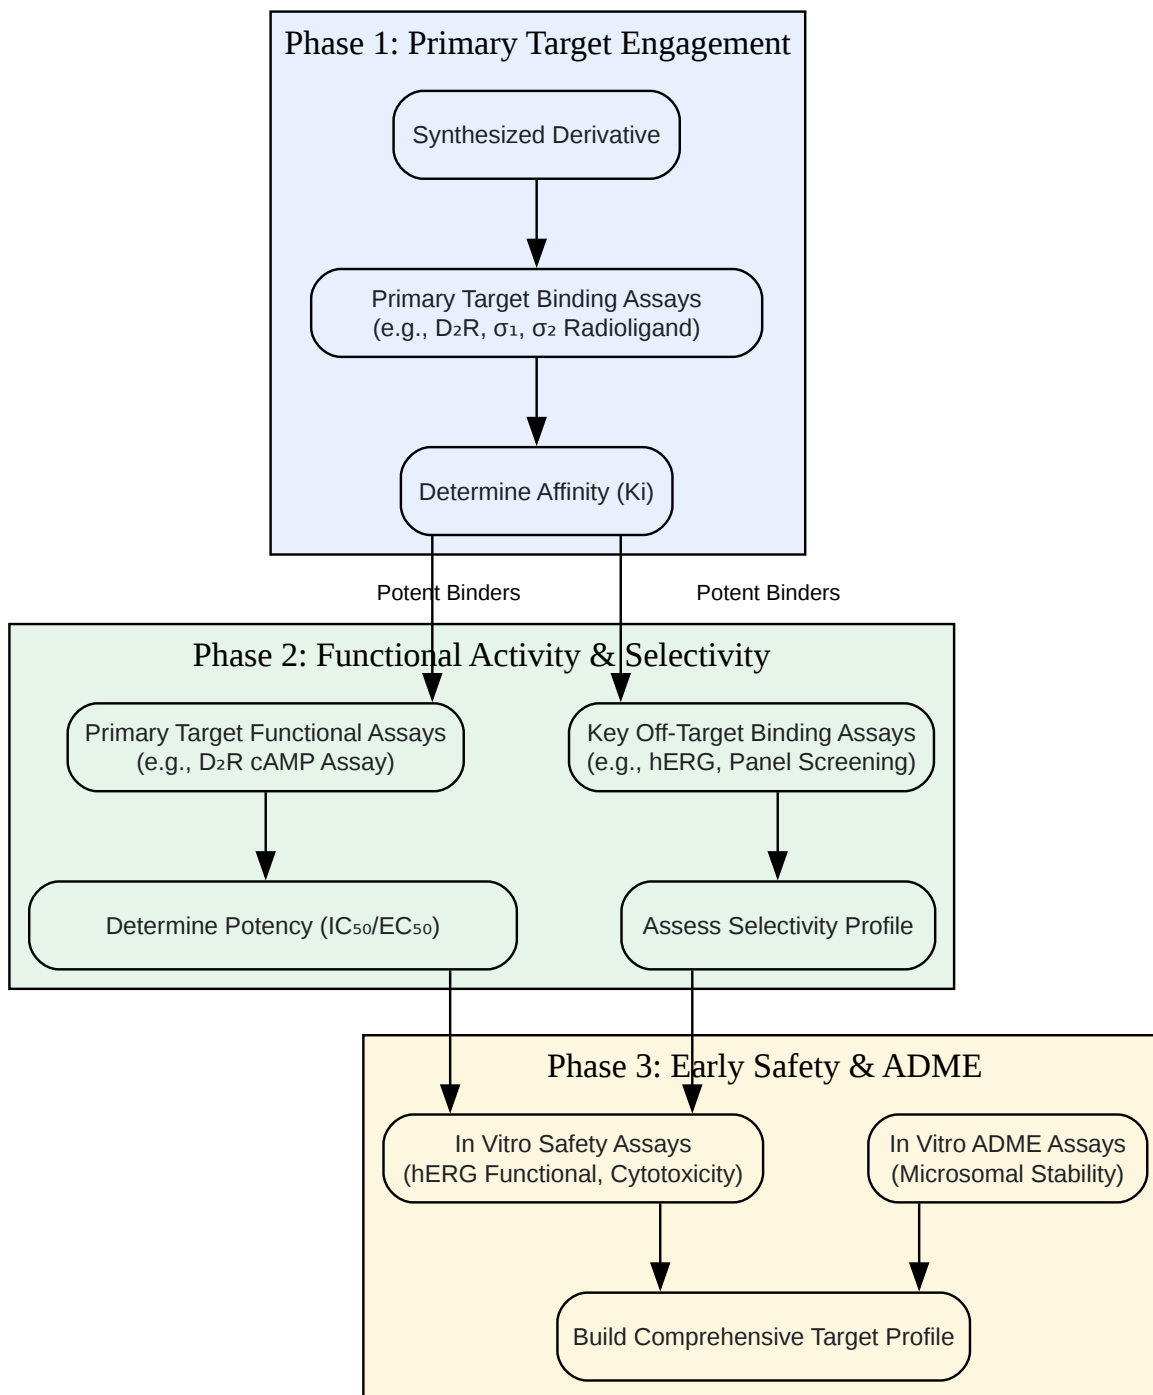 Phase 1: Primary Target Engagement
Synthesized Derivative
Primary Target Binding Assays
(e.g., D₂R, σ₁, σ₂ Radioligand)
Determine Affinity (Ki)
Potent Binders
Potent Binders
Phase 2: Functional Activity & Selectivity
Primary Target Functional Assays
(e.g., D₂R cAMP Assay)
Key Off-Target Binding Assays
(e.g., hERG, Panel Screening)
Determine Potency (IC₅₀/EC₅₀)
Assess Selectivity Profile
Phase 3: Early Safety & ADME
In Vitro Safety Assays
(hERG Functional, Cytotoxicity)
In Vitro ADME Assays
(Microsomal Stability)
Build Comprehensive Target Profile